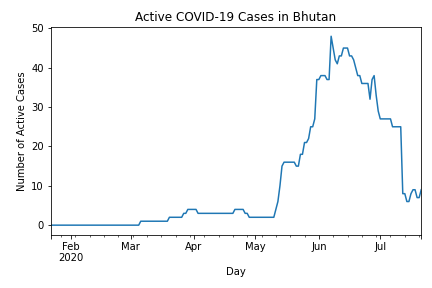 Active COVID-19 Cases in Bhutan
50
40
30
20
10
0
Number of Active Cases
Feb Mar Apr May Jun Jul
2020
Day